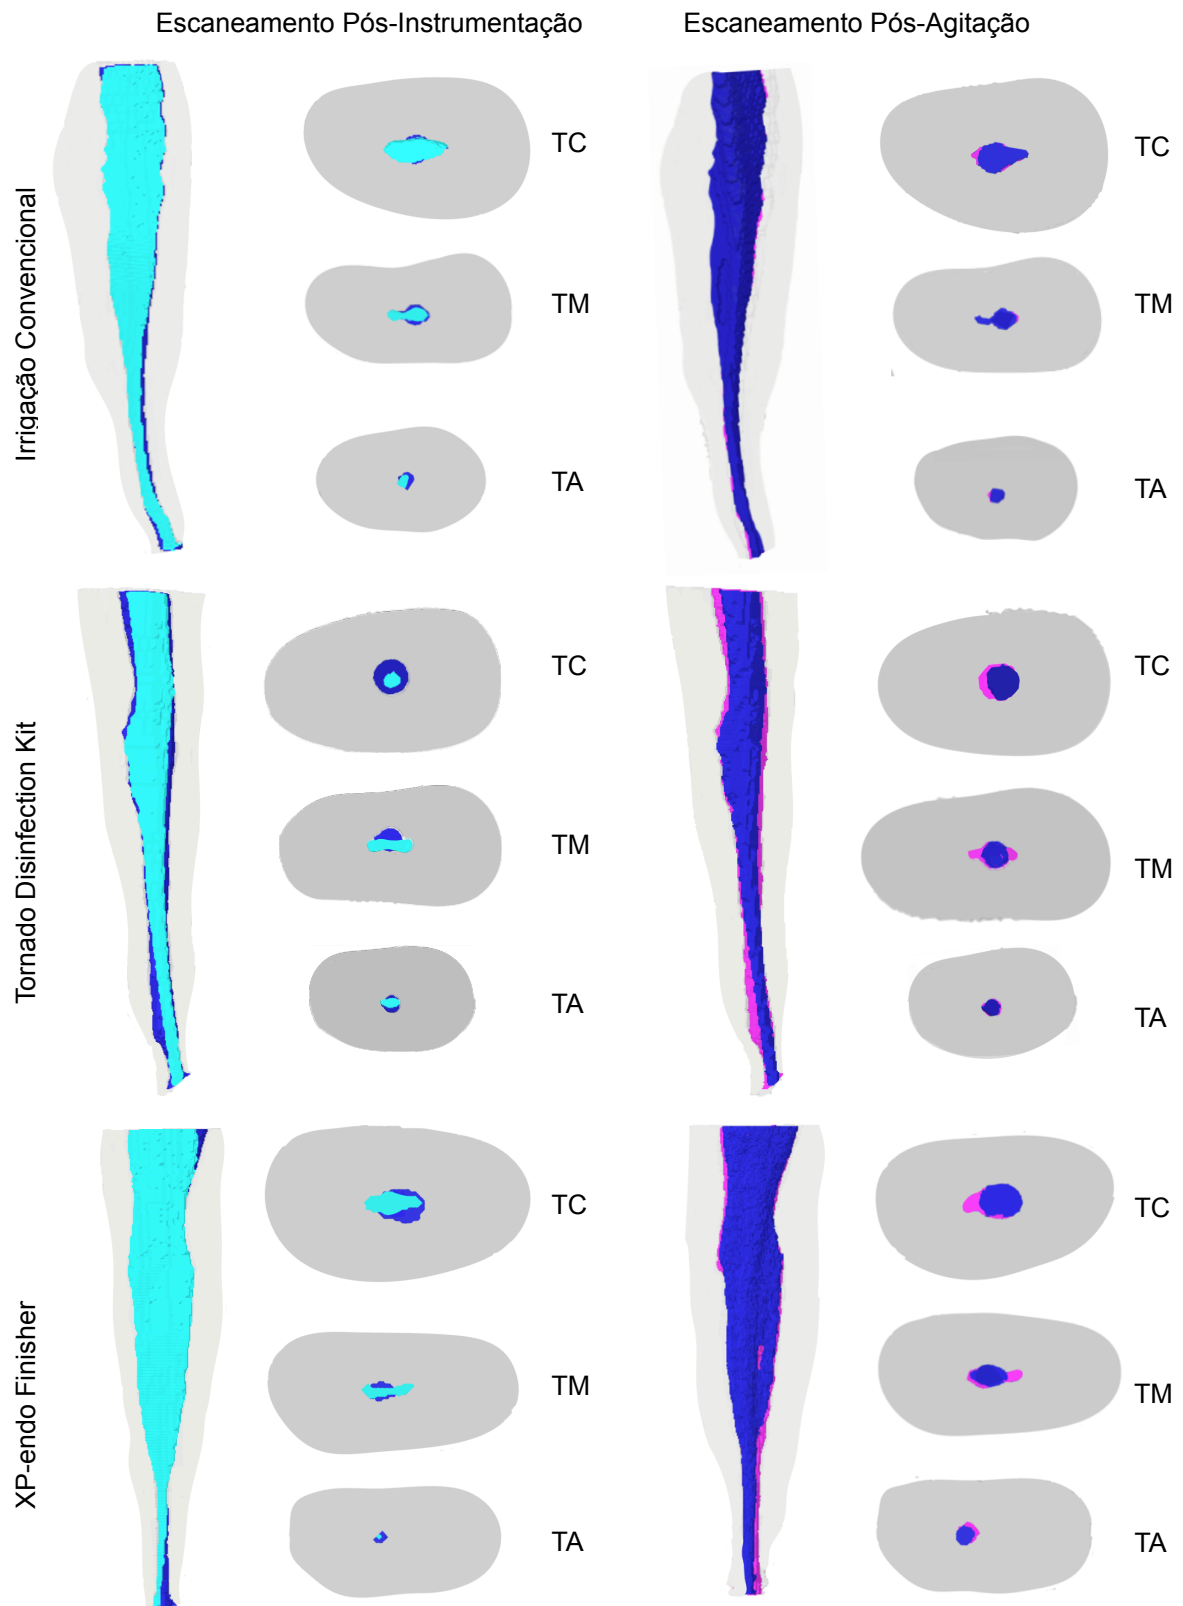 Escaneamento Pós-Instrumentação
Escaneamento Pós-Agitação
Irrigação Convencional
TC
TC
TM
TM
TA
TA
Tornado Disinfection Kit
TC
TC
TM
TM
TA
TA
XP-endo Finisher
TC
TC
TM
TM
TA
TA